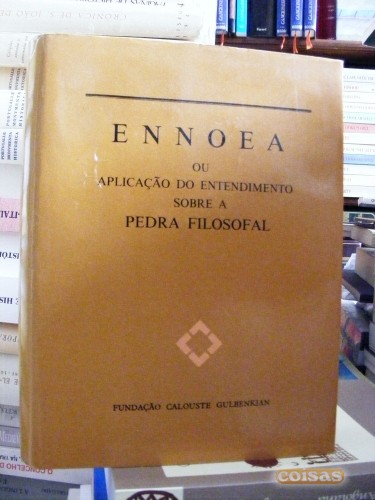 ENNOEA
OU
APLICAÇÃO DO ENTENDIMENTO
SOBRE A
PEDRA FILOSOFAL
FUNDAÇÃO CALOUSTE GULBENKIAN
coisas